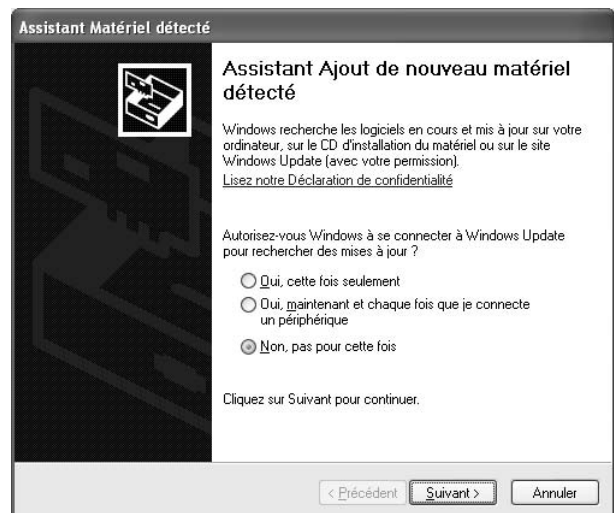 Assistant Matériel détecté
Assistant Ajout de nouveau matériel
détecté
Windows recherche les logiciels en cours et mis à jour sur votre
ordinateur, sur le CD d'installation du matériel ou sur le site
Windows Update (avec votre permission).
Lisez notre Déclaration de confidentialité
Autorisez-vous Windows à se connecter à Windows Update
pour rechercher des mises à jour ?
Oui, cette fois seulement
Oui, maintenant et chaque fois que je connecte
un périphérique
Non, pas pour cette fois
Cliquez sur Suivant pour continuer.
< Précédent Suivant > Annuler